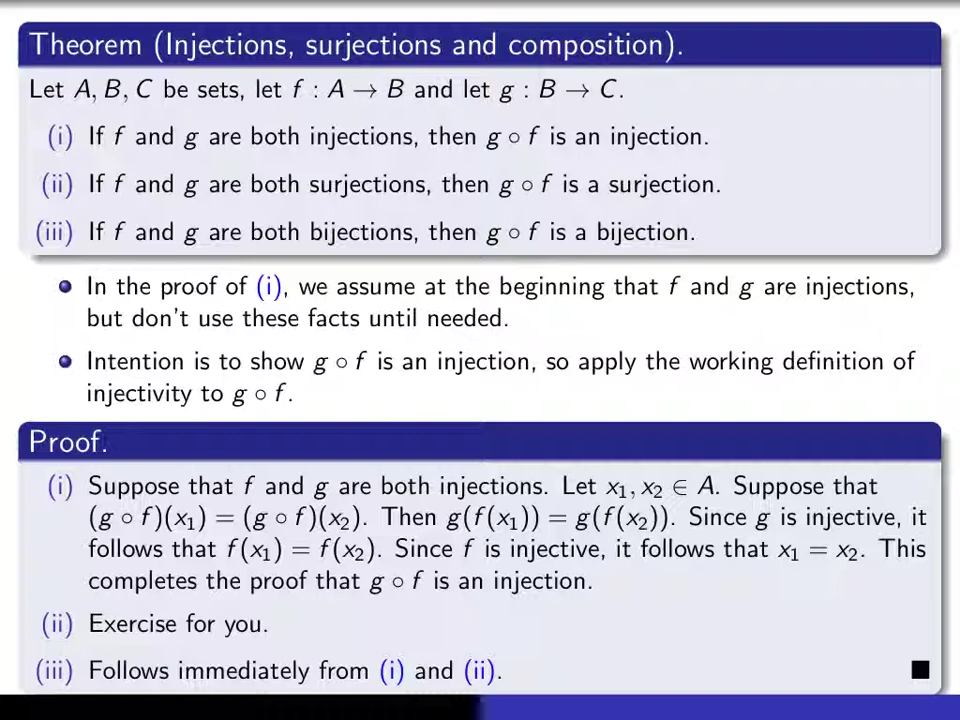 Theorem (Injections, surjections and composition).
Let A, B, C be sets, let f : A → B and let g : B → C.
(i) If f and g are both injections, then g ∘ f is an injection.
(ii) If f and g are both surjections, then g ∘ f is a surjection.
(iii) If f and g are both bijections, then g ∘ f is a bijection.
In the proof of (i), we assume at the beginning that f and g are injections,
but don't use these facts until needed.
Intention is to show g ∘ f is an injection, so apply the working definition of
injectivity to g ∘ f.
Proof.
(i) Suppose that f and g are both injections. Let x₁, x₂ ∈ A. Suppose that
(g ∘ f)(x₁) = (g ∘ f)(x₂). Then g(f(x₁)) = g(f(x₂)). Since g is injective, it
follows that f(x₁) = f(x₂). Since f is injective, it follows that x₁ = x₂. This
completes the proof that g ∘ f is an injection.
(ii) Exercise for you.
(iii) Follows immediately from (i) and (ii). ■